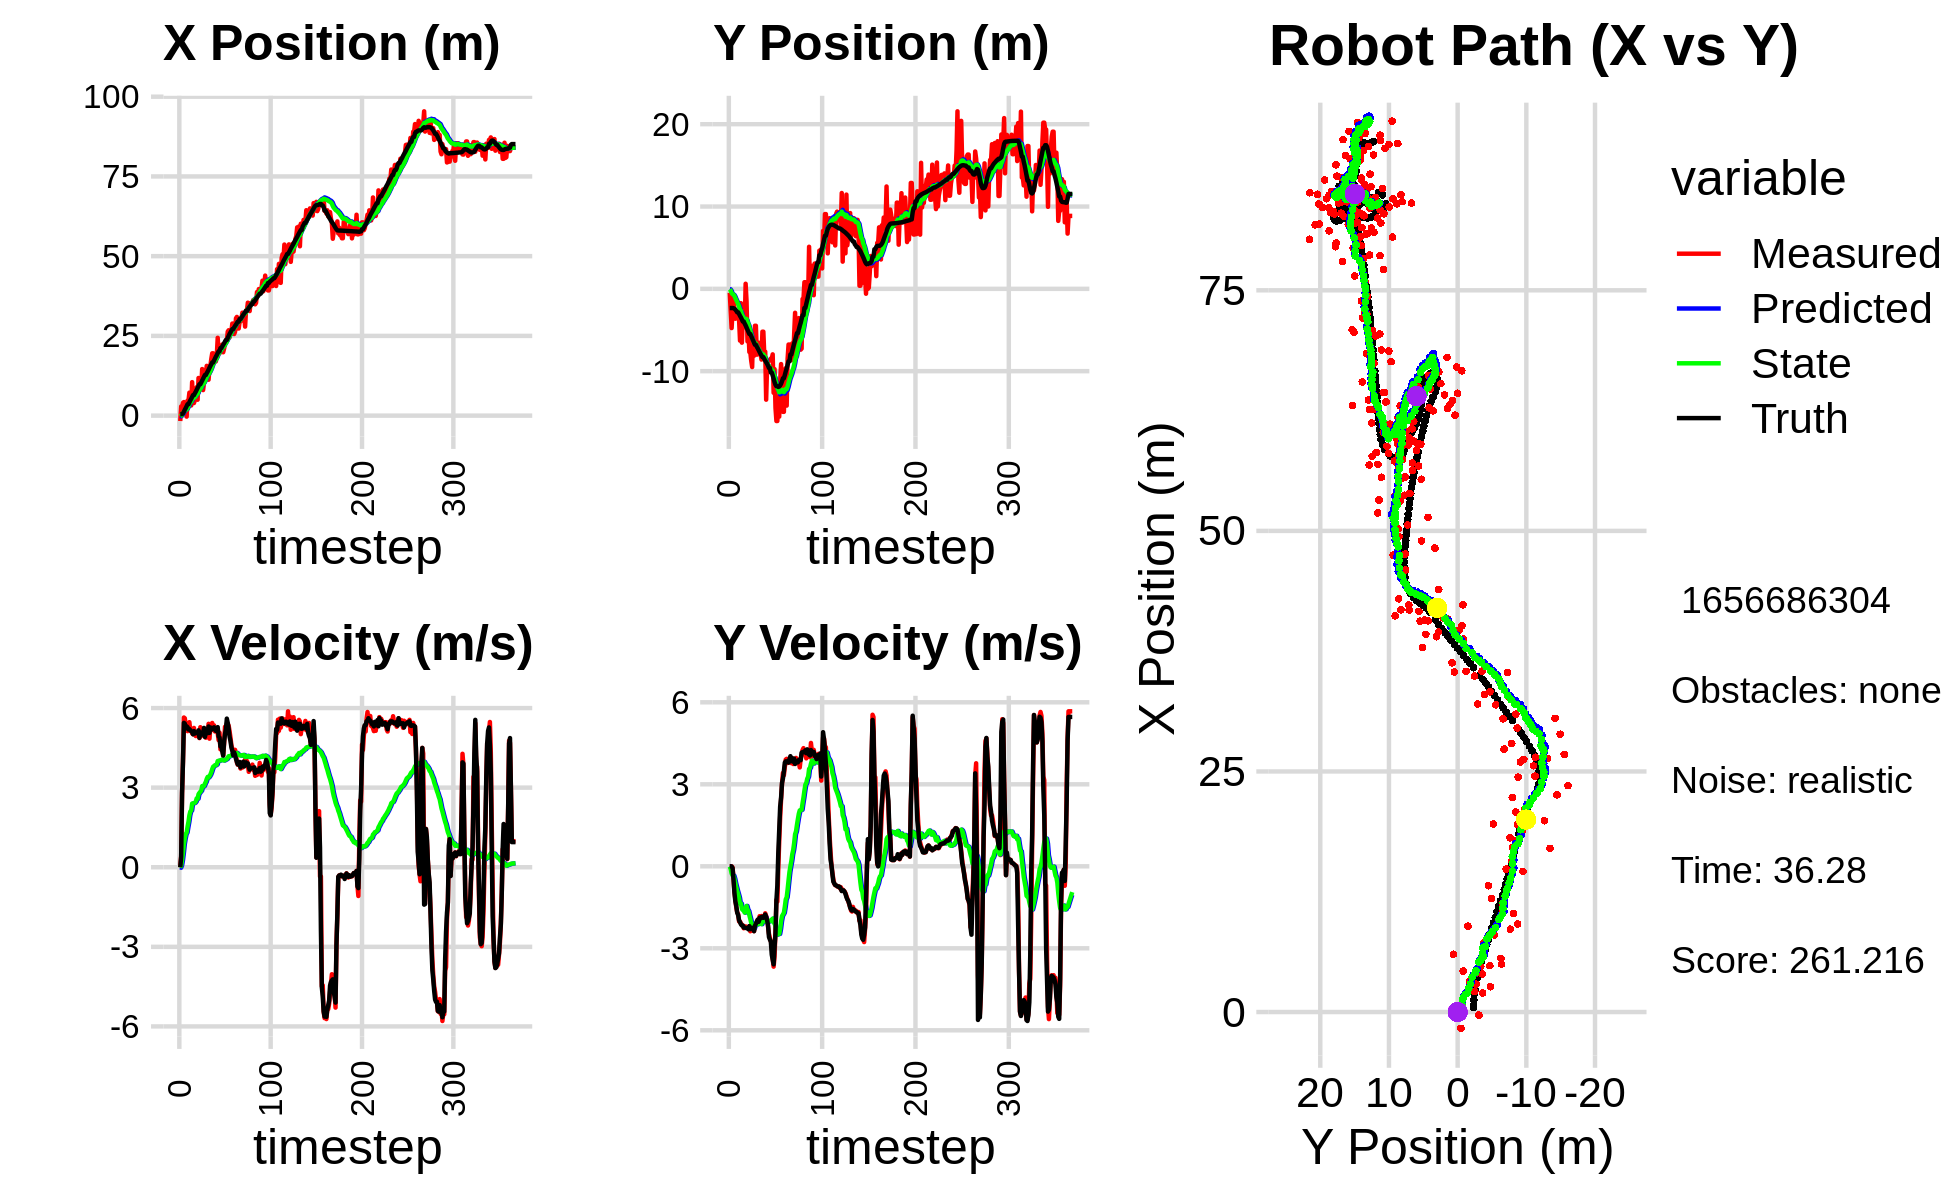 X Position (m)
100
75
50
25
0
0
100
200
300
timestep
Y Position (m)
20
10
0
-10
0
100
200
300
timestep
X Velocity (m/s)
6
3
0
-3
-6
0
100
200
300
timestep
Y Velocity (m/s)
6
3
0
-3
-6
0
100
200
300
timestep
Robot Path (X vs Y)
X Position (m)
75
50
25
0
20 10 0 -10 -20
Y Position (m)
variable
Measured
Predicted
State
Truth
1656686304
Obstacles: none
Noise: realistic
Time: 36.28
Score: 261.216